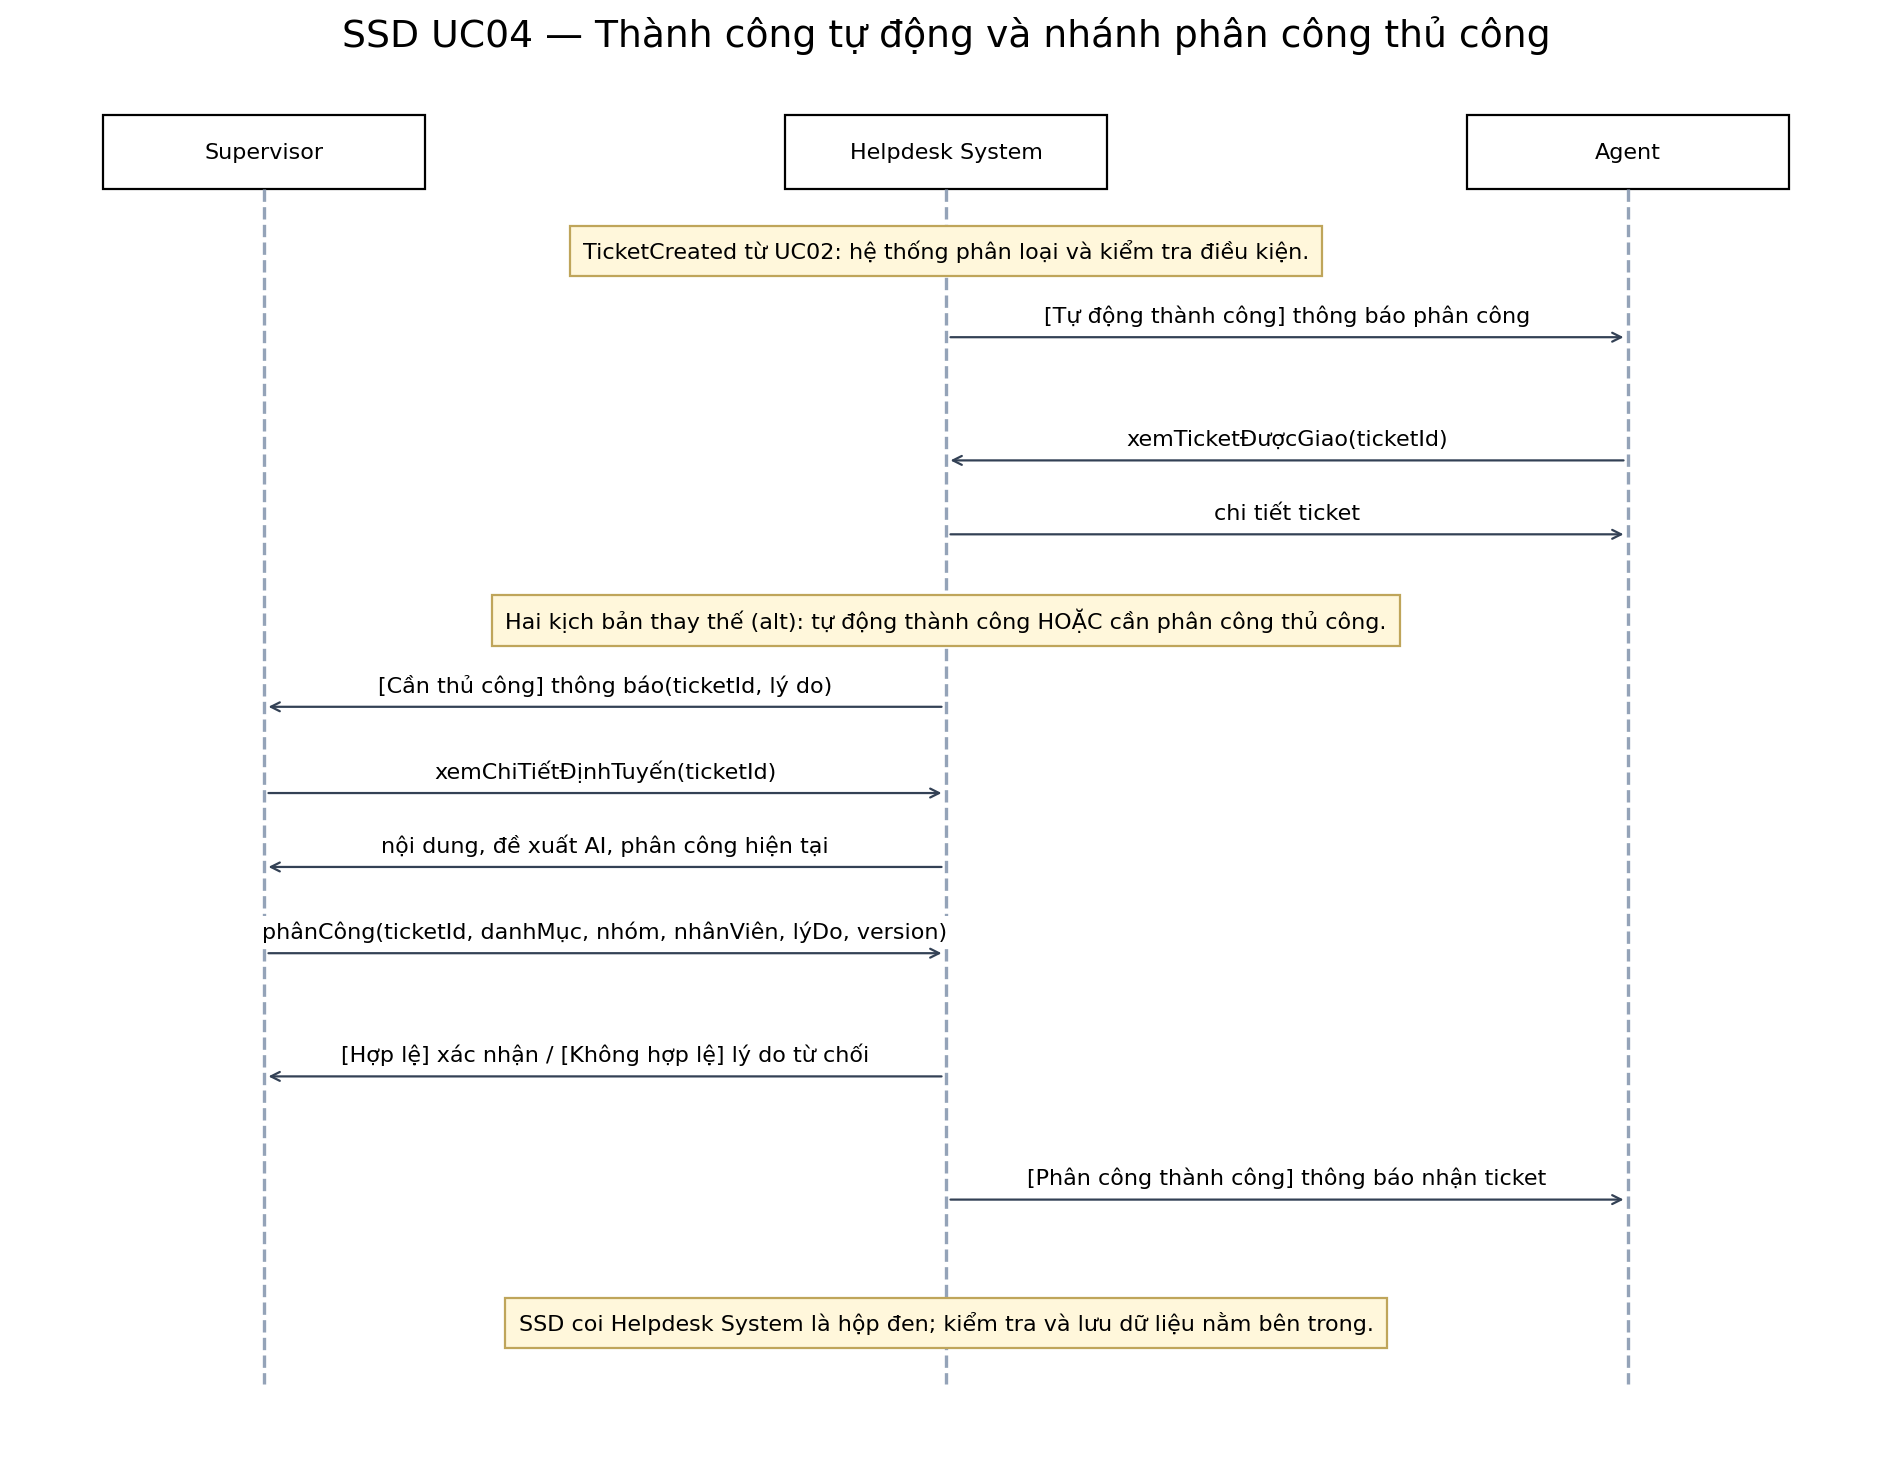 SSD UC04 — Thành công tự động và nhánh phân công thủ công
Supervisor
Helpdesk System
Agent
TicketCreated từ UC02: hệ thống phân loại và kiểm tra điều kiện.
[Tự động thành công] thông báo phân công
xemTicketĐượcGiao(ticketId)
chi tiết ticket
Hai kịch bản thay thế (alt): tự động thành công HOẶC cần phân công thủ công.
[Cần thủ công] thông báo(ticketId, lý do)
xemChiTiếtĐịnhTuyến(ticketId)
nội dung, đề xuất AI, phân công hiện tại
phânCông(ticketId, danhMục, nhóm, nhânViên, lýDo, version)
[Hợp lệ] xác nhận / [Không hợp lệ] lý do từ chối
[Phân công thành công] thông báo nhận ticket
SSD coi Helpdesk System là hộp đen; kiểm tra và lưu dữ liệu nằm bên trong.